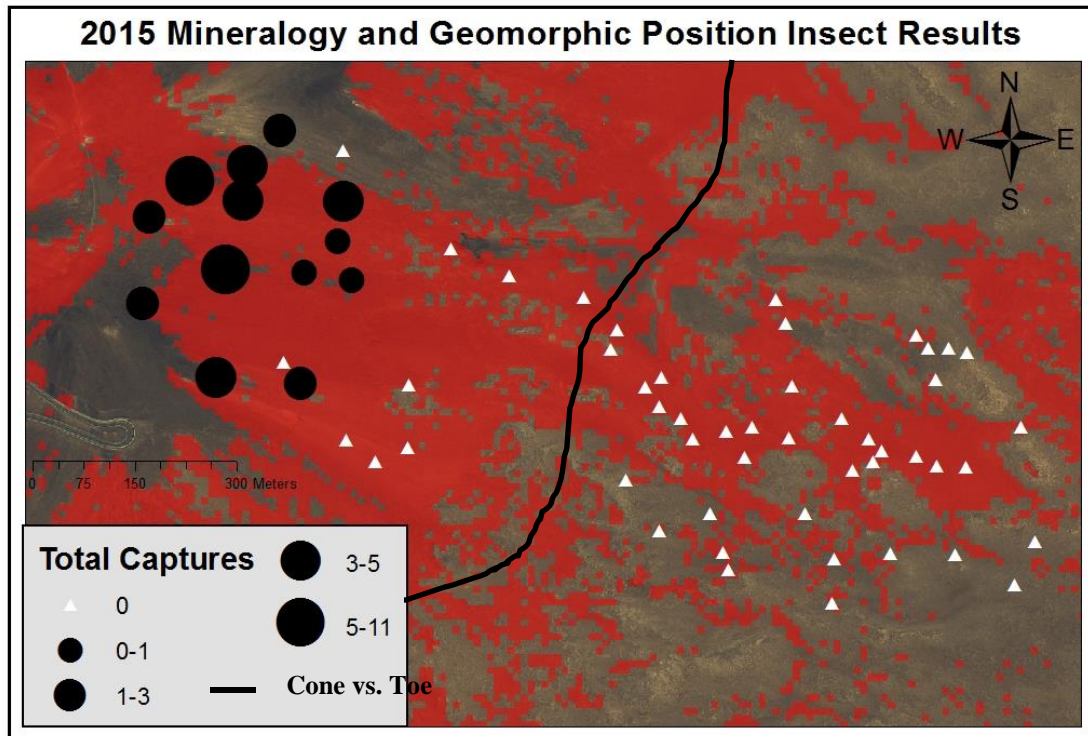 2015 Mineralogy and Geomorphic Position Insect Results
N
W E
S
0 75 150 300 Meters
Total Captures
0
0-1
1-3
3-5
5-11
Cone vs. Toe